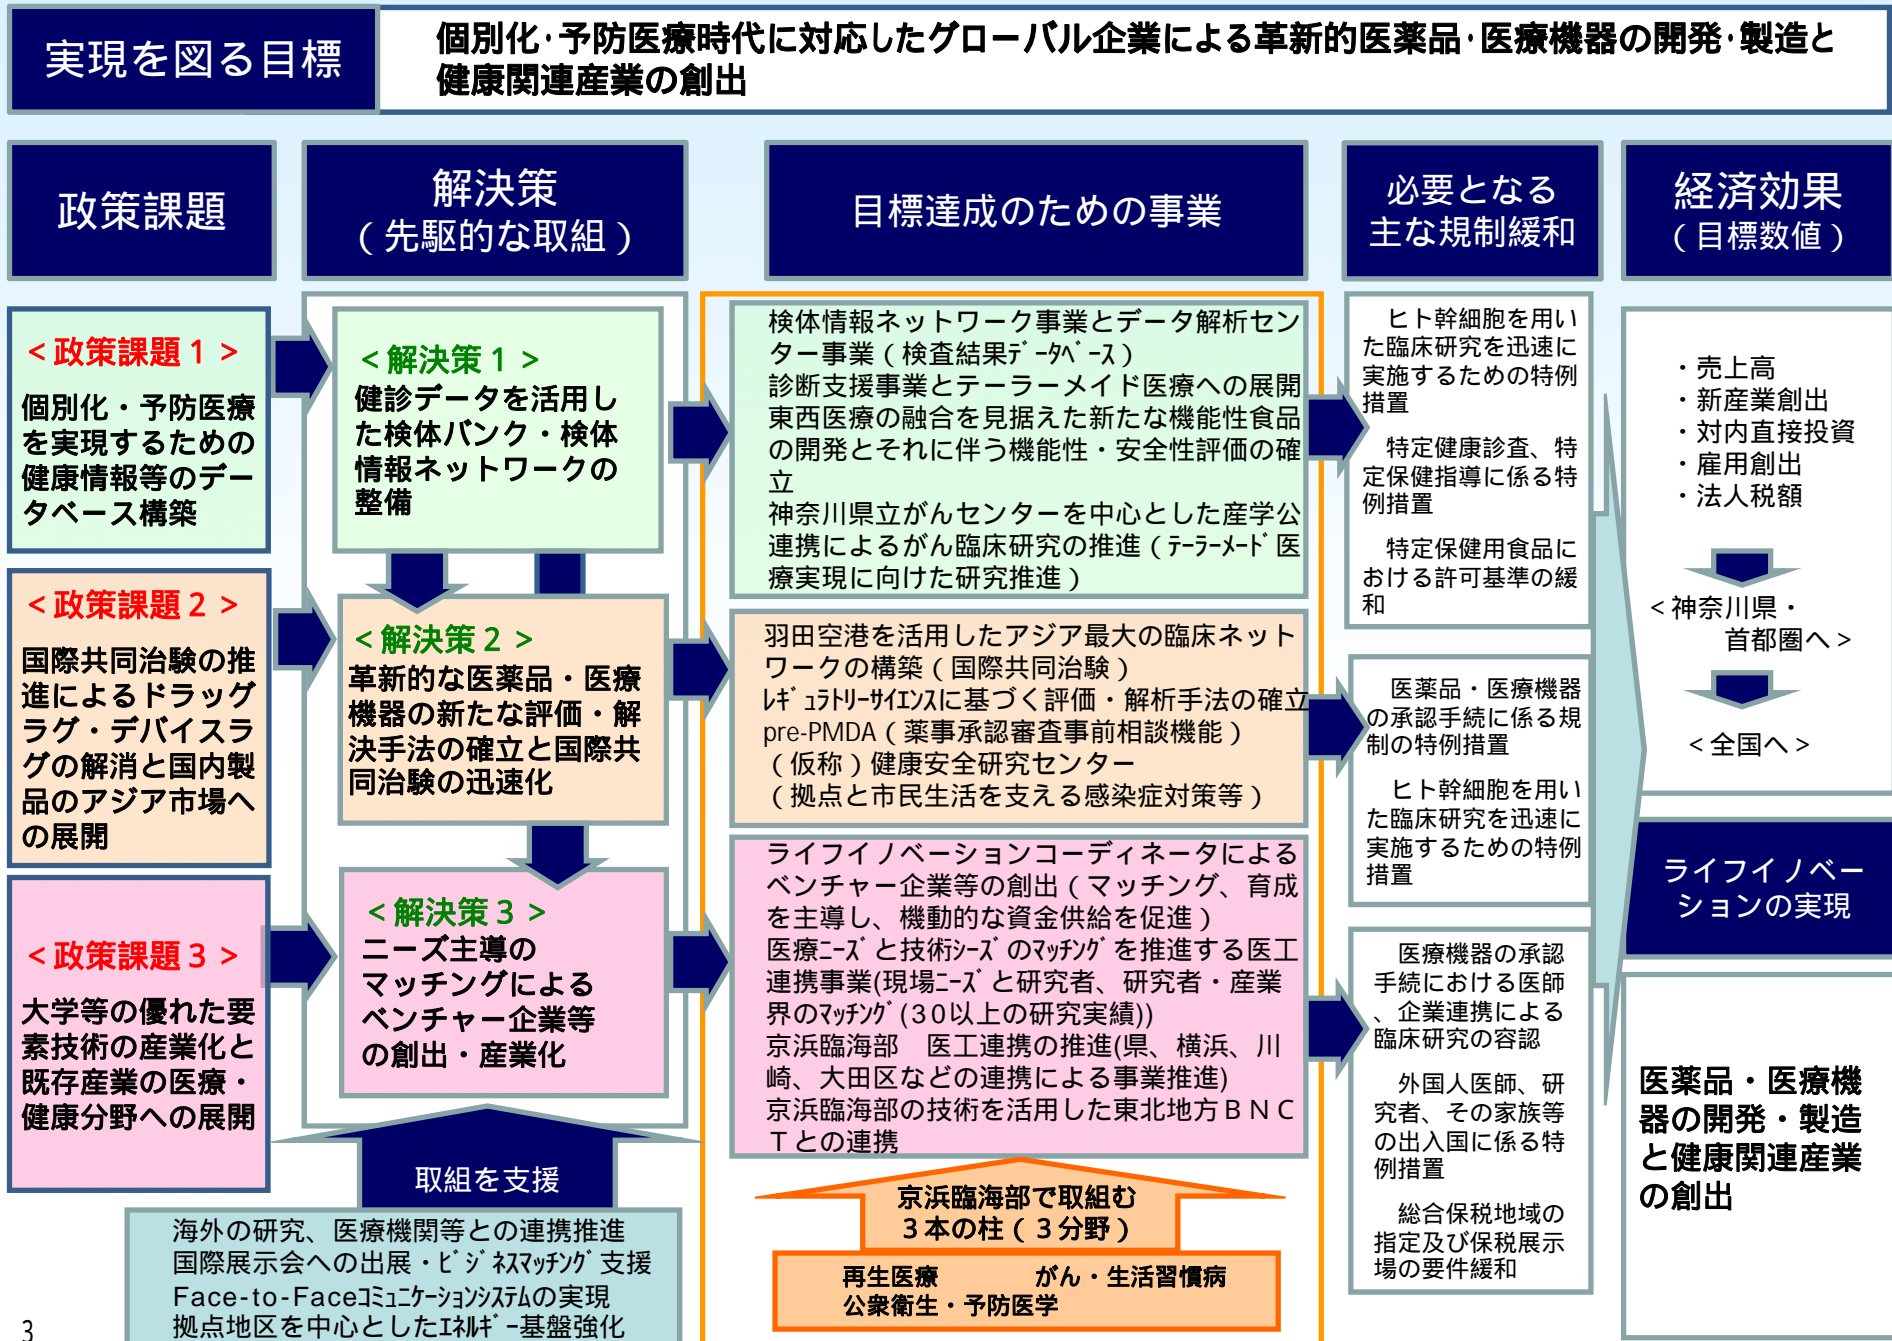 実現を図る目標
個別化・予防医療時代に対応したグローバル企業による革新的医薬品・医療機器の開発・製造と
健康関連産業の創出
政策課題
解決策
（先駆的な取組）
目標達成のための事業
必要となる
主な規制緩和
経済効果
（目標数値）
＜政策課題１＞
個別化・予防医療
を実現するための
健康情報等のデー
タベース構築
＜政策課題２＞
国際共同治験の推
進によるドラッグ
ラグ・デバイスラ
グの解消と国内製
品のアジア市場へ
の展開
＜政策課題３＞
大学等の優れた要
素技術の産業化と
既存産業の医療・
健康分野への展開
＜解決策１＞
健診データを活用し
た検体バンク・検体
情報ネットワークの
整備
＜解決策２＞
革新的な医薬品・医療
機器の新たな評価・解
決手法の確立と国際共
同治験の迅速化
＜解決策３＞
ニーズ主導の
マッチングによる
ベンチャー企業等
の創出・産業化
取組を支援
海外の研究、医療機関等との連携推進
国際展示会への出展・ﾋﾞｼﾞﾈｽﾏｯﾁﾝｸﾞ支援
Face-to-Faceｺﾐｭﾆｹｰｼｮﾝｼｽﾃﾑの実現
拠点地区を中心としたｴﾈﾙｷﾞｰ基盤強化
検体情報ネットワーク事業とデータ解析セン
ター事業（検査結果ﾃﾞｰﾀﾍﾞｰｽ）
診断支援事業とテーラーメイド医療への展開
東西医療の融合を見据えた新たな機能性食品
の開発とそれに伴う機能性・安全性評価の確
立
神奈川県立がんセンターを中心とした産学公
連携によるがん臨床研究の推進（ﾃｰﾗｰﾒｰﾄﾞ医
療実現に向けた研究推進）
羽田空港を活用したアジア最大の臨床ネット
ワークの構築（国際共同治験）
ﾚｷﾞｭﾗﾄﾘｰｻｲｴﾝｽに基づく評価・解析手法の確立
pre-PMDA（薬事承認審査事前相談機能）
（仮称）健康安全研究センター
（拠点と市民生活を支える感染症対策等）
ライフイノベーションコーディネータによる
ベンチャー企業等の創出（マッチング、育成
を主導し、機動的な資金供給を促進）
医療ﾆｰｽﾞと技術ｼｰｽﾞのﾏｯﾁﾝｸﾞを推進する医工
連携事業(現場ﾆｰｽﾞと研究者、研究者・産業
界のﾏｯﾁﾝｸﾞ(30以上の研究実績))
京浜臨海部　医工連携の推進(県、横浜、川
崎、大田区などの連携による事業推進)
京浜臨海部の技術を活用した東北地方ＢＮＣ
Ｔとの連携
京浜臨海部で取組む
３本の柱（３分野）
再生医療　　　がん・生活習慣病
公衆衛生・予防医学
ヒト幹細胞を用い
た臨床研究を迅速に
実施するための特例
措置
特定健康診査、特
定保健指導に係る特
例措置
特定保健用食品に
おける許可基準の緩
和
医薬品・医療機器
の承認手続に係る規
制の特例措置
ヒト幹細胞を用い
た臨床研究を迅速に
実施するための特例
措置
医療機器の承認
手続における医師
、企業連携による
臨床研究の容認
外国人医師、研
究者、その家族等
の出入国に係る特
例措置
総合保税地域の
指定及び保税展示
場の要件緩和
・売上高
・新産業創出
・対内直接投資
・雇用創出
・法人税額
＜神奈川県・
首都圏へ＞
＜全国へ＞
ライフイノベー
ションの実現
医薬品・医療機
器の開発・製造
と健康関連産業
の創出
3